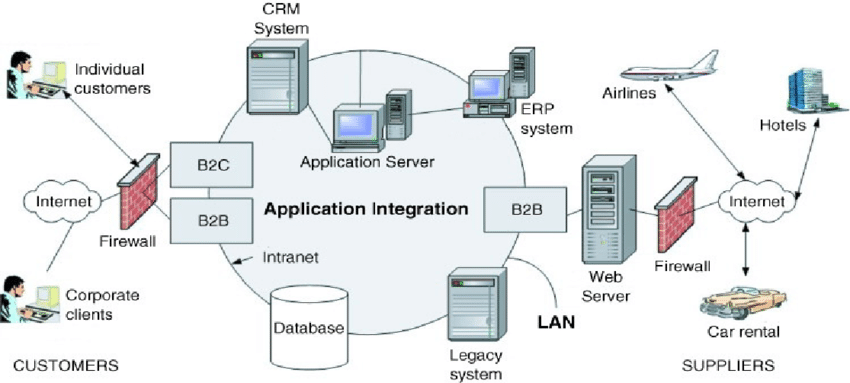 CRM
System
Individual
customers
Airlines
ERP
system
Hotels
Application Server
B2C
Internet
B2B
Application Integration
B2B
Internet
Firewall
Intranet
Web
Server
Firewall
Corporate
clients
Database
LAN
Car rental
Legacy
system
CUSTOMERS
SUPPLIERS